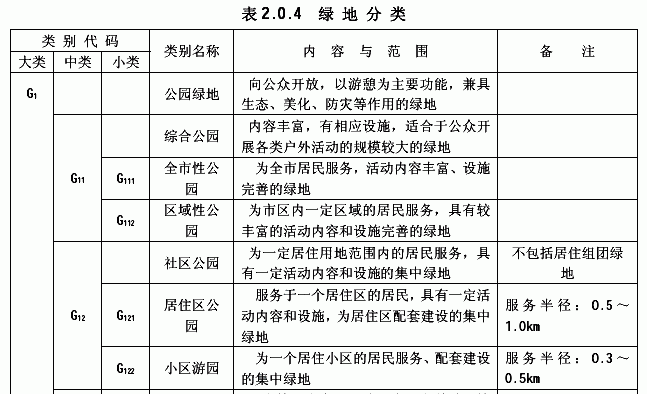 表2.0.4 绿地分类
类别代码 类别名称 内容与范围 备注
大类 中类 小类
G1 公园绿地 向公众开放，以游憩为主要功能，兼具
生态、美化、防灾等作用的绿地
综合公园 内容丰富，有相应设施，适合于公众开
展各类户外活动的规模较大的绿地
G11 G111 全市性公
园 为全市居民服务，活动内容丰富、设施
完善的绿地
G112 区域性公
园 为市区内一定区域的居民服务，具有较
丰富的活动内容和设施完善的绿地
社区公园 为一定居住用地范围内的居民服务，具
有一定活动内容和设施的集中绿地 不包括居住组团绿
地
G12 G121 居住区公
园 服务于一个居住区的居民，具有一定活
动内容和设施，为居住区配套建设的集中
绿地 服务半径：0.5～
1.0km
G122 小区游园 为一个居住小区的居民服务、配套建设
的集中绿地 服务半径：0.3～
0.5km